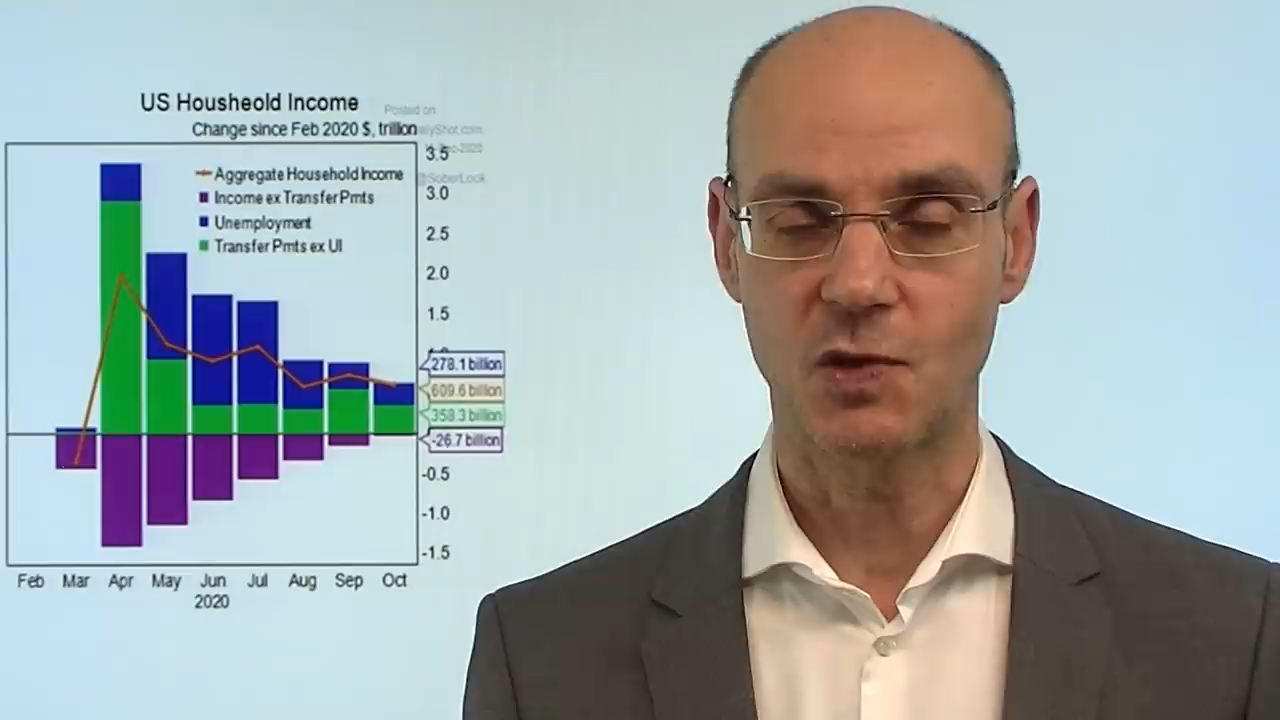 US Housheold Income
Posted on
Change since Feb 2020 $, trillion
@SoberLook
Aggregate Household Income
Income ex Transfer Pmts
Unemployment
Transfer Pmts ex UI
3.5
3.0
2.5
2.0
1.5
278.1 billion
609.6 billion
358.3 billion
-26.7 billion
-0.5
-1.0
-1.5
Feb Mar Apr May Jun Jul Aug Sep Oct
2020